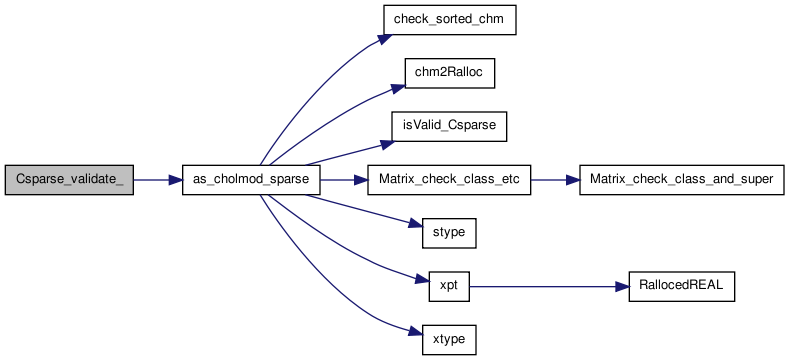 check_sorted_chm
chm2Ralloc
isValid_Csparse
Csparse_validate_
as_cholmod_sparse
Matrix_check_class_etc
Matrix_check_class_and_super
stype
xpt
RallocedREAL
xtype